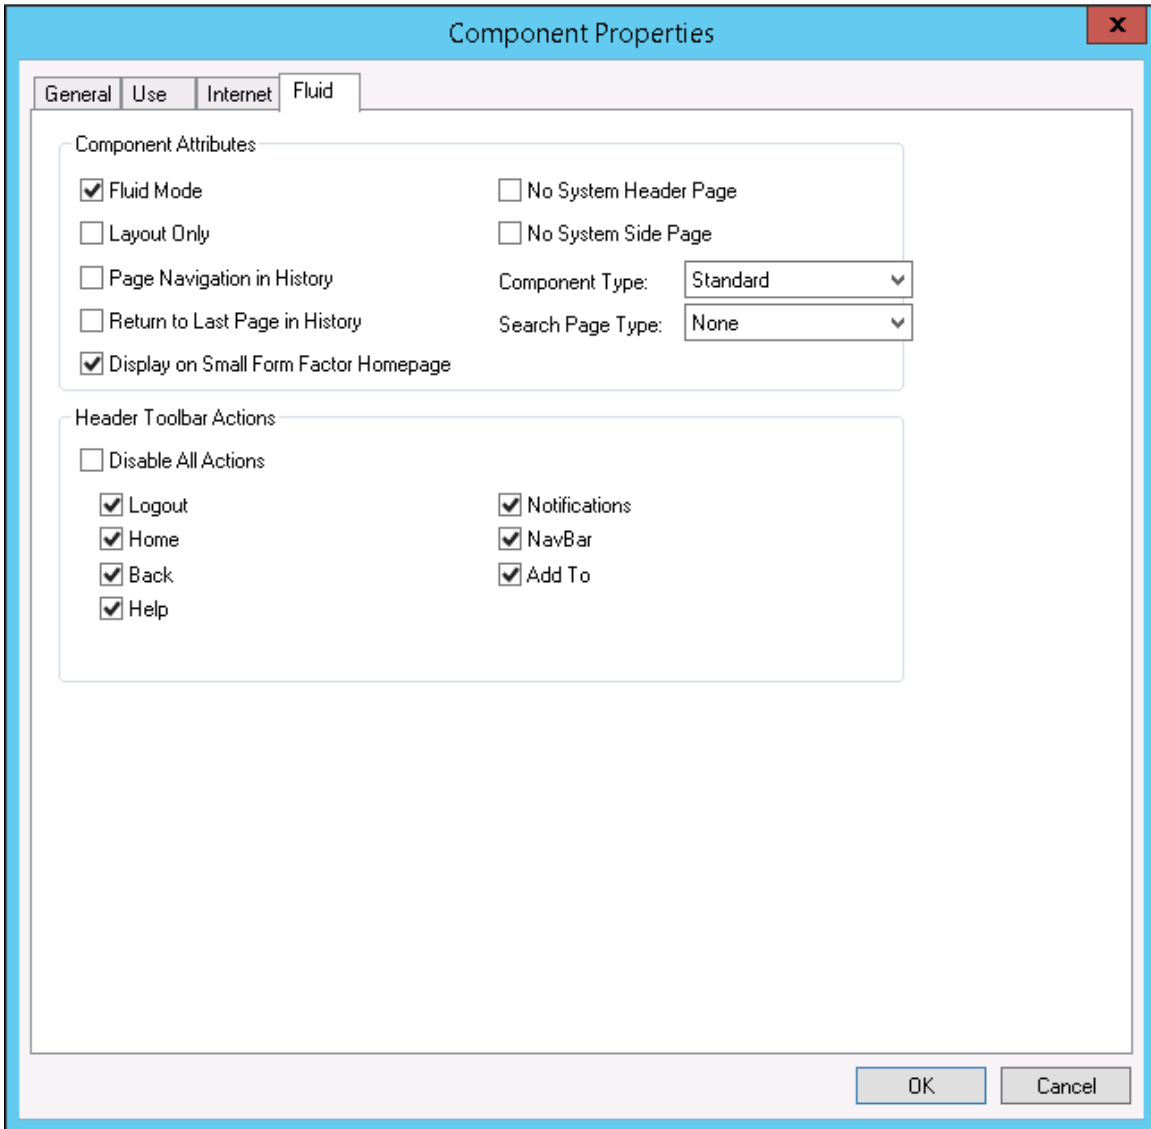 Component Properties
X
General Use Internet Fluid
Component Attributes
Fluid Mode No System Header Page
Layout Only No System Side Page
Page Navigation in History Component Type: Standard
Return to Last Page in History Search Page Type: None
Display on Small Form Factor Homepage
Header Toolbar Actions
Disable All Actions
Logout Notifications
Home NavBar
Back Add To
Help
OK Cancel